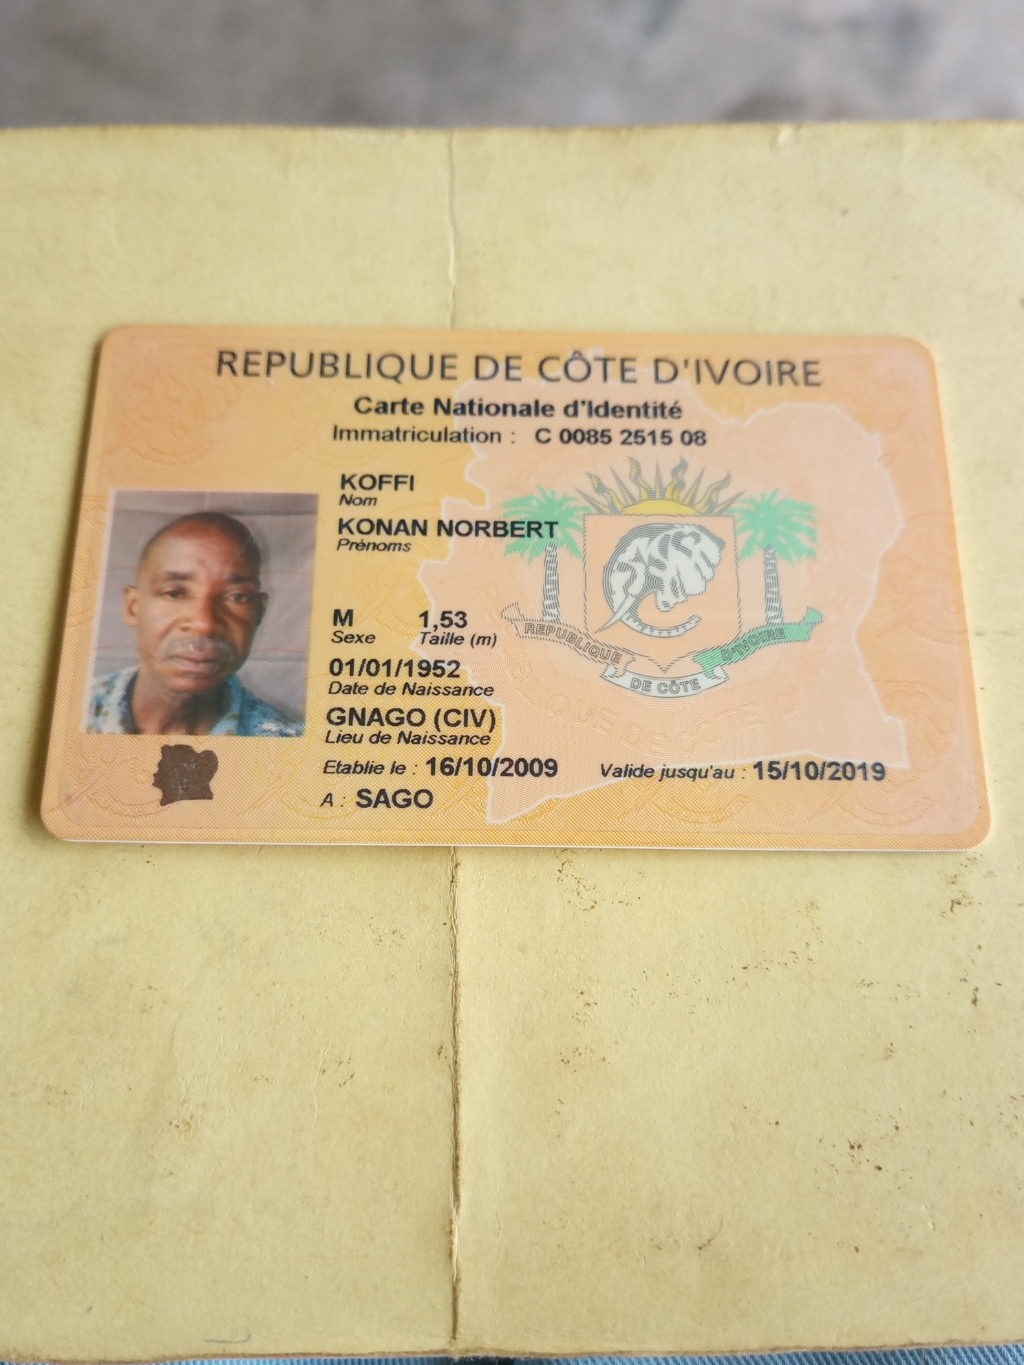 REPUBLIQUE DE CÔTE D'IVOIRE
Carte Nationale d'Identité
Immatriculation : C 0085 2515 08
KOFFI
Nom
KONAN NORBERT
Prénoms
M 1,53
Sexe Taille (m)
01/01/1952
Date de Naissance
GNAGO (CIV)
Lieu de Naissance
Etablie le : 16/10/2009 Valide jusqu'au : 15/10/2019
A : SAGO
REPUBLIQUE
DE CÔTE
D'IVOIRE